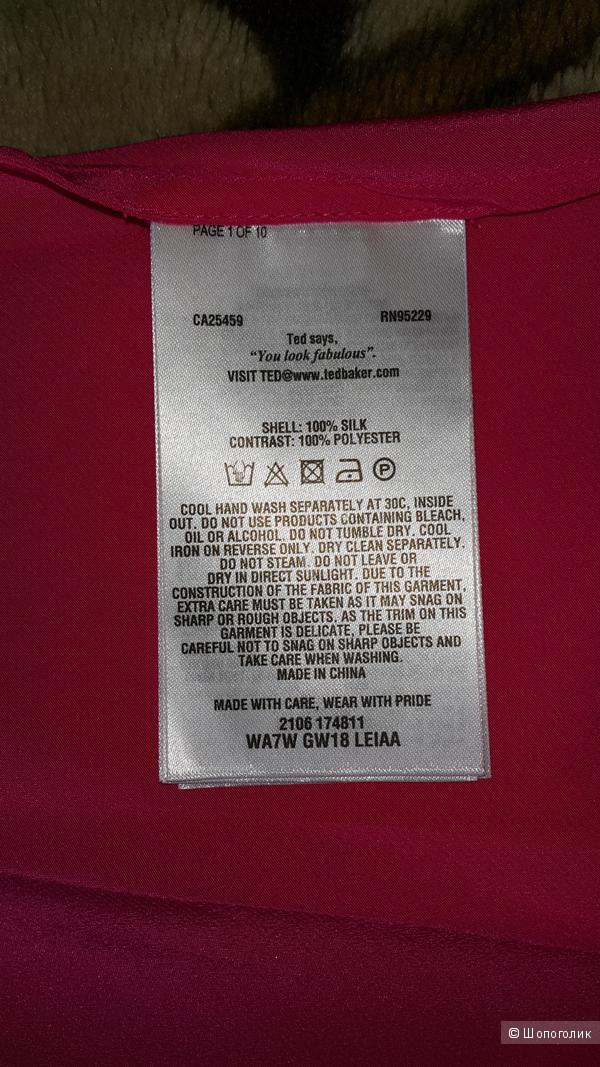 PAGE 1 OF 10
CA25459 RN95229
Ted says,
"You look fabulous".
VISIT TED@www.tedbaker.com
SHELL: 100% SILK
CONTRAST: 100% POLYESTER
P
COOL HAND WASH SEPARATELY AT 30C, INSIDE
OUT. DO NOT USE PRODUCTS CONTAINING BLEACH,
OIL OR ALCOHOL. DO NOT TUMBLE DRY. COOL
IRON ON REVERSE ONLY. DRY CLEAN SEPARATELY.
DO NOT STEAM. DO NOT LEAVE OR
DRY IN DIRECT SUNLIGHT. DUE TO THE
CONSTRUCTION OF THE FABRIC OF THIS GARMENT,
EXTRA CARE MUST BE TAKEN AS IT MAY SNAG ON
SHARP OR ROUGH OBJECTS. AS THE TRIM ON THIS
GARMENT IS DELICATE, PLEASE BE
CAREFUL NOT TO SNAG ON SHARP OBJECTS AND
TAKE CARE WHEN WASHING.
MADE IN CHINA
MADE WITH CARE, WEAR WITH PRIDE
2106 174811
WA7W GW18 LEIAA
© Шопоголик